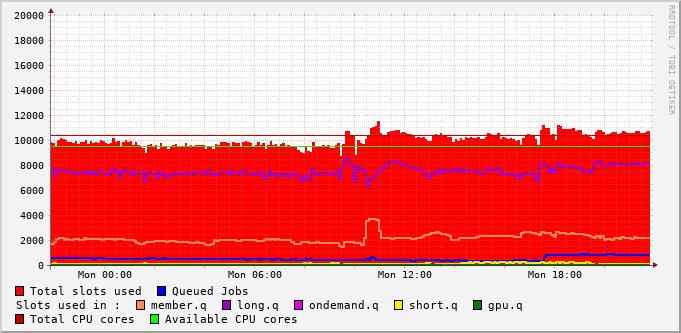 20000
18000
16000
14000
12000
10000
8000
6000
4000
2000
0
Mon 00:00 Mon 06:00 Mon 12:00 Mon 18:00
Total slots used Queued Jobs
Slots used in : member.q long.q ondemand.q short.q gpu.q
Total CPU cores Available CPU cores
RRDTOOL / TOBI OETIKER